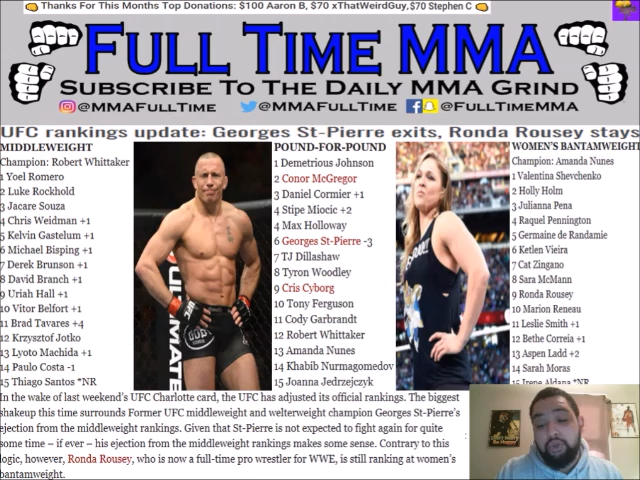 Thanks For This Months Top Donations: $100 Aaron B, $70 xThatWeirdGuy,$70 Stephen C
FULL TIME MMA
SUBSCRIBE TO THE DAILY MMA GRIND
@MMAFULLTIME @MMAFULLTIME @FULLTIMEMMA
UFC rankings update: Georges St-Pierre exits, Ronda Rousey stays
MIDDLEWEIGHT
Champion: Robert Whittaker
1 Yoel Romero
2 Luke Rockhold
3 Jacare Souza
4 Chris Weidman +1
5 Kelvin Gastelum +1
6 Michael Bisping +1
7 Derek Brunson +1
8 David Branch +1
9 Uriah Hall +1
10 Vitor Belfort +1
11 Brad Tavares +4
12 Krzysztof Jotko
13 Lyoto Machida +1
14 Paulo Costa -1
15 Thiago Santos *NR
POUND-FOR-POUND
1 Demetrious Johnson
2 Conor McGregor
3 Daniel Cormier +1
4 Stipe Miocic +2
4 Max Holloway
6 Georges St-Pierre -3
7 TJ Dillashaw
8 Tyron Woodley
9 Cris Cyborg
10 Tony Ferguson
11 Cody Garbrandt
12 Robert Whittaker
13 Amanda Nunes
14 Khabib Nurmagomedov
15 Joanna Jedrzejczyk
WOMEN'S BANTAMWEIGHT
Champion: Amanda Nunes
1 Valentina Shevchenko
2 Holly Holm
3 Julianna Pena
4 Raquel Pennington
5 Germaine de Randamie
6 Ketlen Vieira
7 Cat Zingano
8 Sara McMann
9 Ronda Rousey
10 Marion Reneau
11 Leslie Smith +1
12 Bethe Correia +1
13 Aspen Ladd +2
14 Sarah Moras
15 Irene Aldana *NR
In the wake of last weekend's UFC Charlotte card, the UFC has adjusted its official rankings. The biggest
shakeup this time surrounds Former UFC middleweight and welterweight champion Georges St-Pierre's
ejection from the middleweight rankings. Given that St-Pierre is not expected to fight again for quite
some time – if ever – his ejection from the middleweight rankings makes some sense. Contrary to this
logic, however, Ronda Rousey, who is now a full-time pro wrestler for WWE, is still ranking at women's
bantamweight.